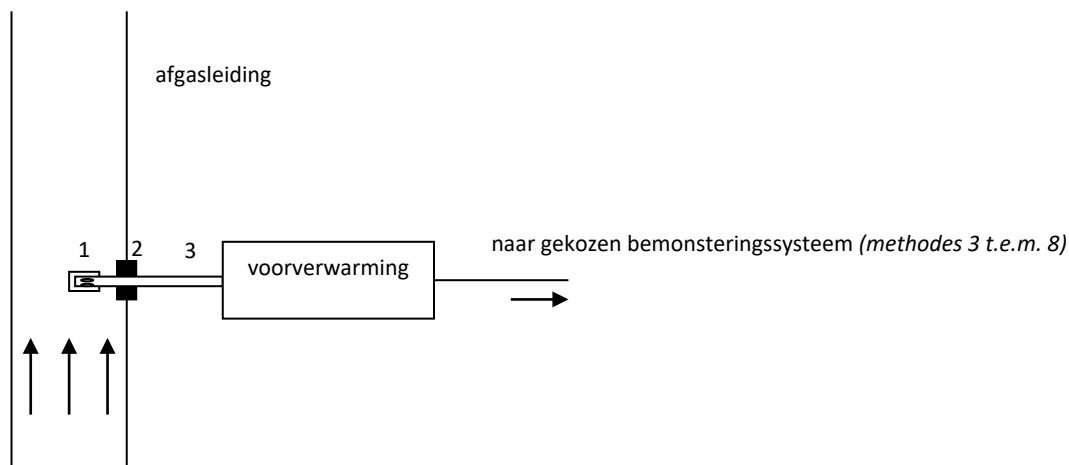 afgasleiding
1 2 3
naar gekozen bemonsteringssysteem (methodes 3 t.e.m. 8)
voorverwarming